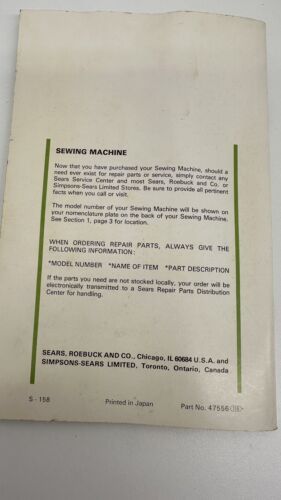 SEWING MACHINE
Now that you have purchased your Sewing Machine, should a
need ever exist for repair parts or service, simply contact any
Sears Service Center and most Sears, Roebuck and Co. or
Simpsons-Sears Limited Stores. Be sure to provide all pertinent
facts when you call or visit.
The model number of your Sewing Machine will be shown on
your nomenclature plate on the back of your Sewing Machine.
See Section 1, page 3 for location.
WHEN ORDERING REPAIR PARTS, ALWAYS GIVE THE
FOLLOWING INFORMATION:
*MODEL NUMBER *NAME OF ITEM *PART DESCRIPTION
If the parts you need are not stocked locally, your order will be
electronically transmitted to a Sears Repair Parts Distribution
Center for handling.
SEARS, ROEBUCK AND CO., Chicago, IL 60684 U.S.A. and
SIMPSONS-SEARS LIMITED, Toronto, Ontario, Canada
S - 158 Printed in Japan Part No. 47556